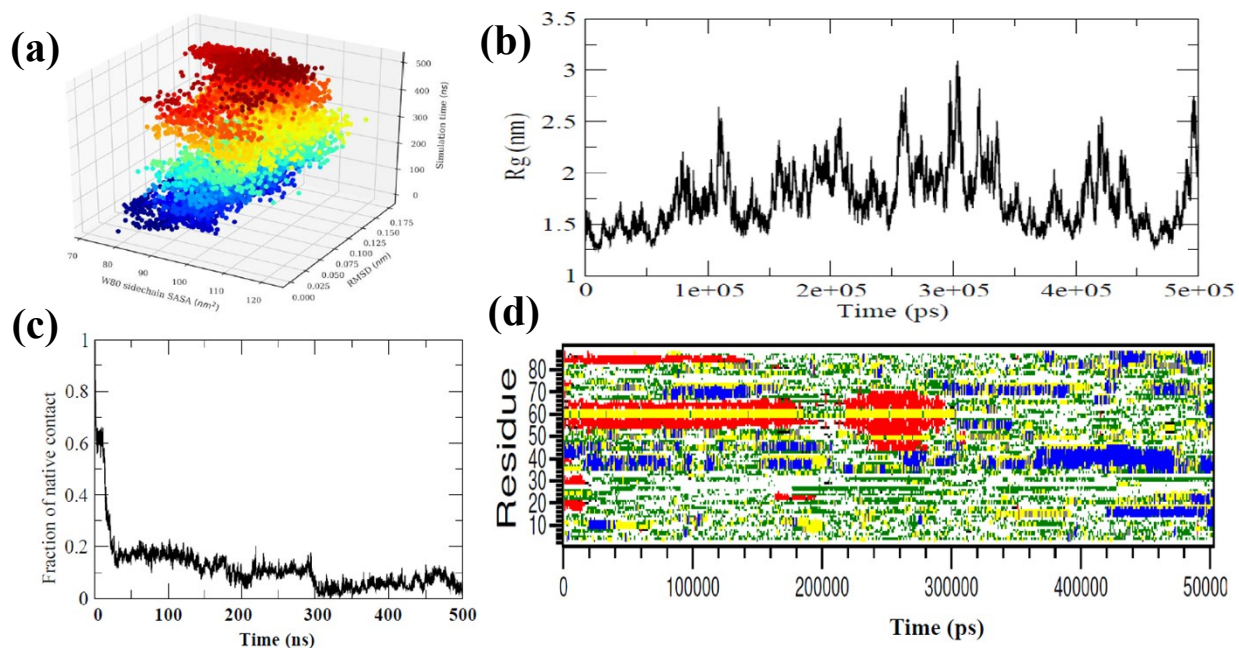 (a)
500
400
300
200
100
0
Simulation time (ns)
0.175
0.150
0.125
0.100
0.075
0.050
0.025
0.000
RMSD (nm)
70
80
90
100
110
120
W80 sidechain SASA (nm²)
(b)
3.5
3
2.5
2
1.5
1
Rg (nm)
0 1e+05 2e+05 3e+05 4e+05 5e+05
Time (ps)
(c)
1
0.8
0.6
0.4
0.2
0
Fraction of native contact
0 100 200 300 400 500
Time (ns)
(d)
80
70
60
50
40
30
20
10
Residue
0 100000 200000 300000 400000 50000
Time (ps)